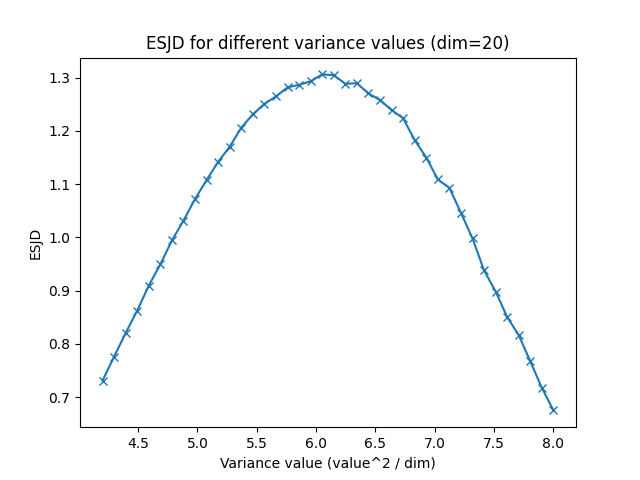 ESJD for different variance values (dim=20)
1.3
1.2
1.1
1.0
0.9
0.8
0.7
ESJD
4.5 5.0 5.5 6.0 6.5 7.0 7.5 8.0
Variance value (value^2 / dim)